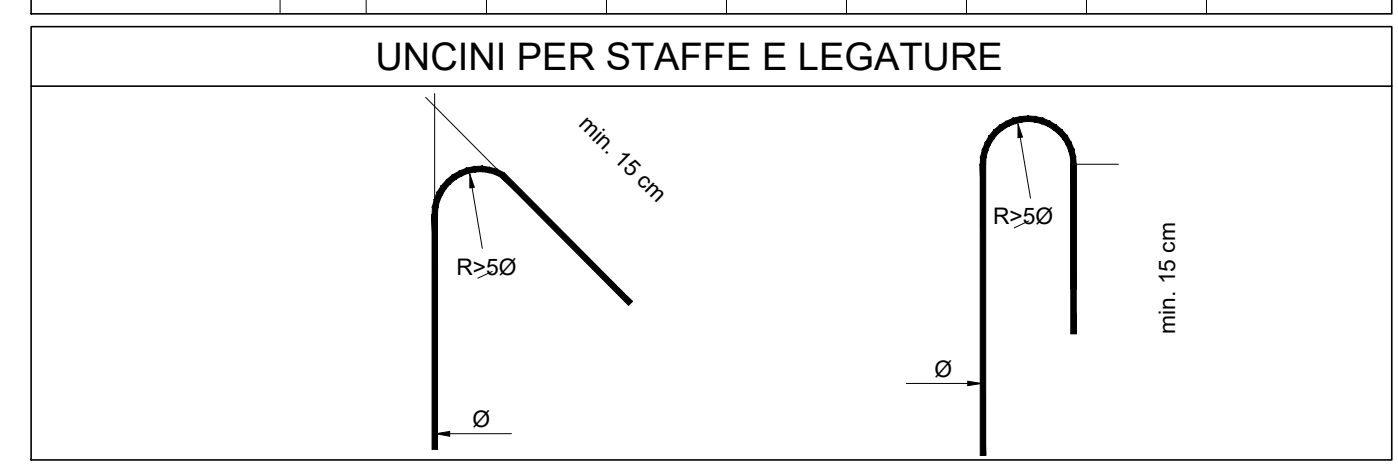 UNCINI PER STAFFE E LEGATURE
min. 15 cm
R≥5Ø
Ø
R≥5Ø
min. 15 cm
Ø